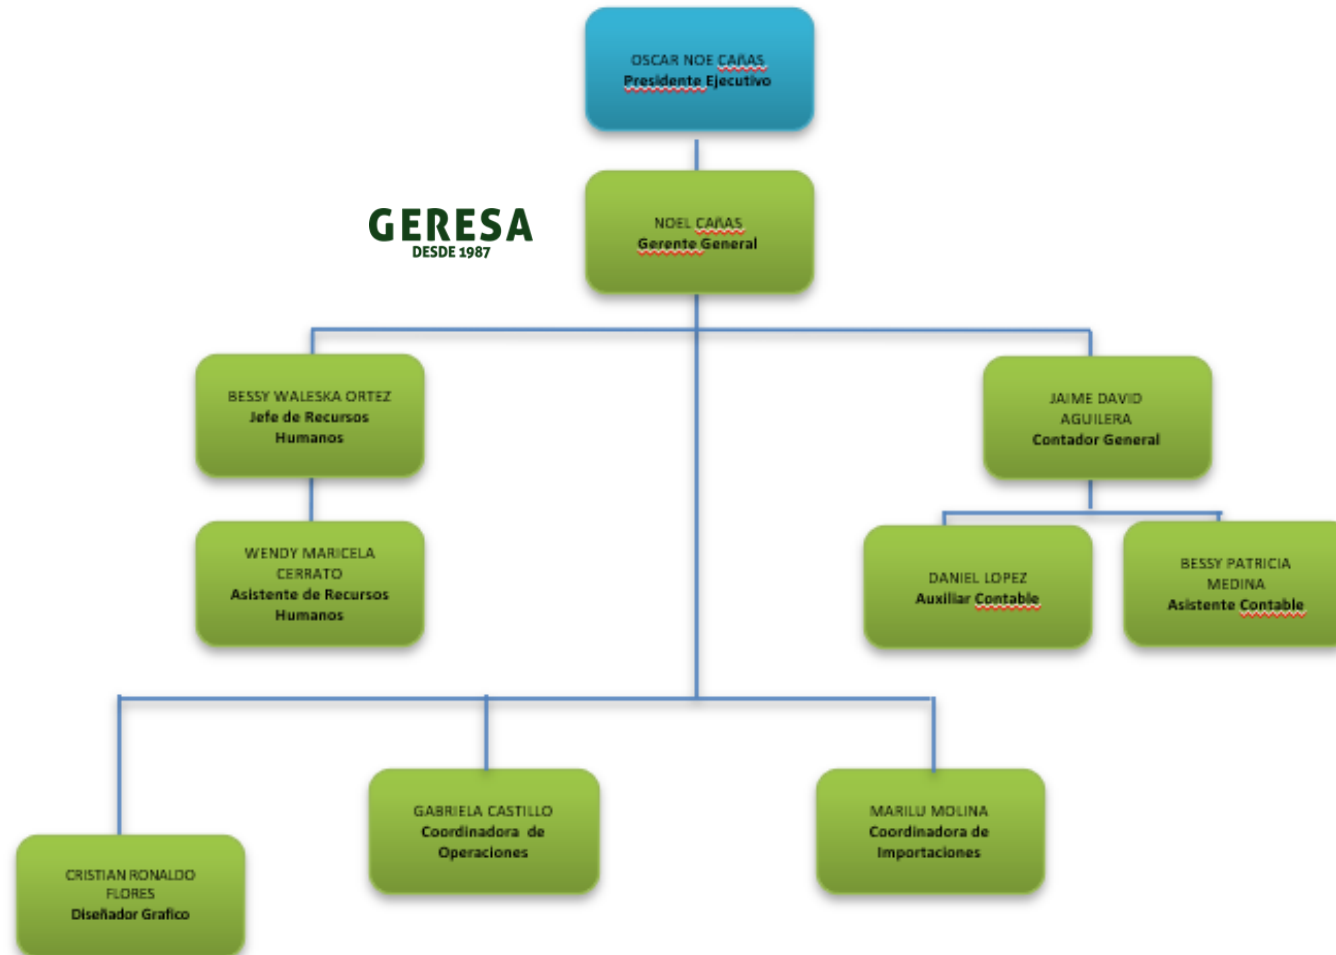 OSCAR NOE CAñAS
Presidente Ejecutivo
NOEL CAñAS
Gerente General
GERESA
DESDE 1987
BESSY WALESKA ORTEZ
Jefe de Recursos
Humanos
JAIME DAVID
AGUILERA
Contador General
WENDY MARICELA
CERRATO
Asistente de Recursos
Humanos
DANIEL LOPEZ
Auxiliar Contable
BESSY PATRICIA
MEDINA
Asistente Contable
GABRIELA CASTILLO
Coordinadora de
Operaciones
MARILU MOLINA
Coordinadora de
Importaciones
CRISTIAN RONALDO
FLORES
Diseñador Grafico